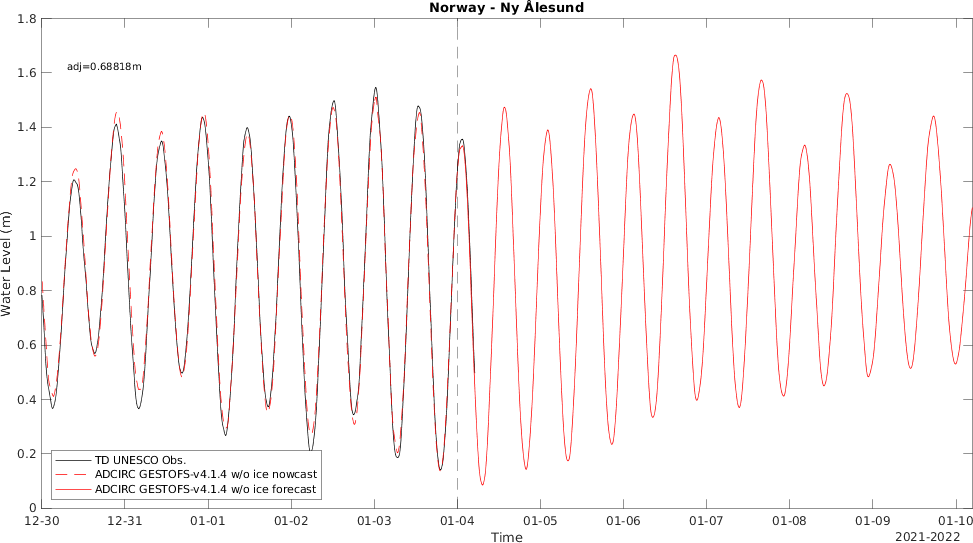 Norway - Ny Ålesund
adj=0.68818m
Water Level (m)
1.8
1.6
1.4
1.2
1
0.8
0.6
0.4
0.2
0
TD UNESCO Obs.
ADCIRC GESTOFS-v4.1.4 w/o ice nowcast
ADCIRC GESTOFS-v4.1.4 w/o ice forecast
12-30 12-31 01-01 01-02 01-03 01-04 01-05 01-06 01-07 01-08 01-09 01-10
Time
2021-2022